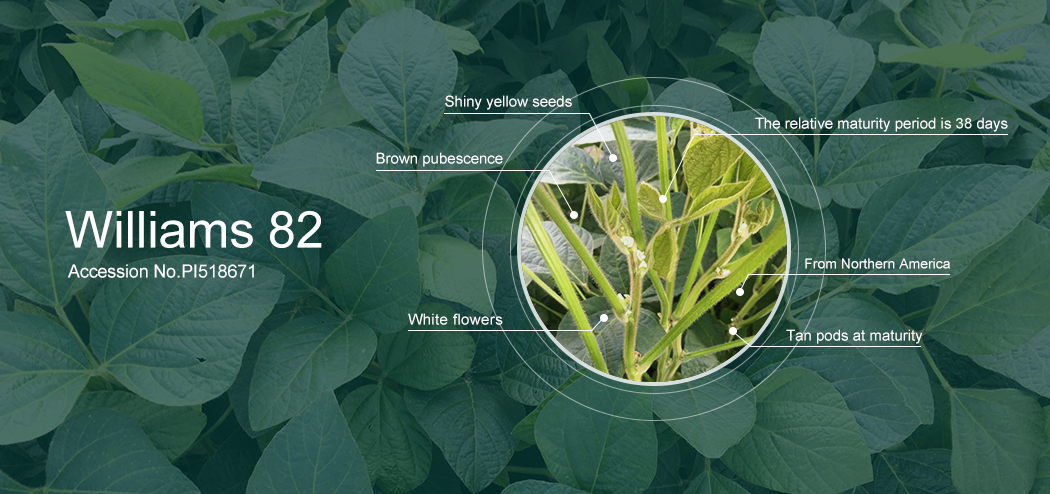 Williams 82
Accession No.PI518671
Shiny yellow seeds
Brown pubescence
White flowers
The relative maturity period is 38 days
From Northern America
Tan pods at maturity